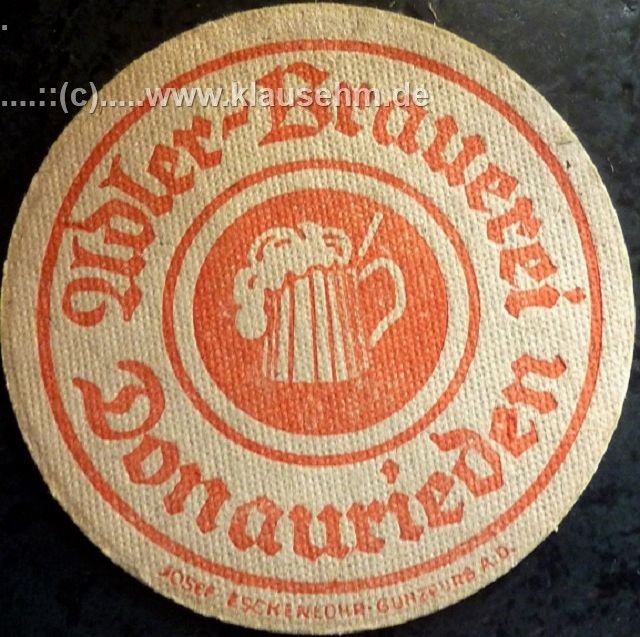 ....::(c).....www.klausehm.de
Adler-Brauerei
Donaurieden
JOSEF ESCHENLOHR·GÜNZBURG A.D.